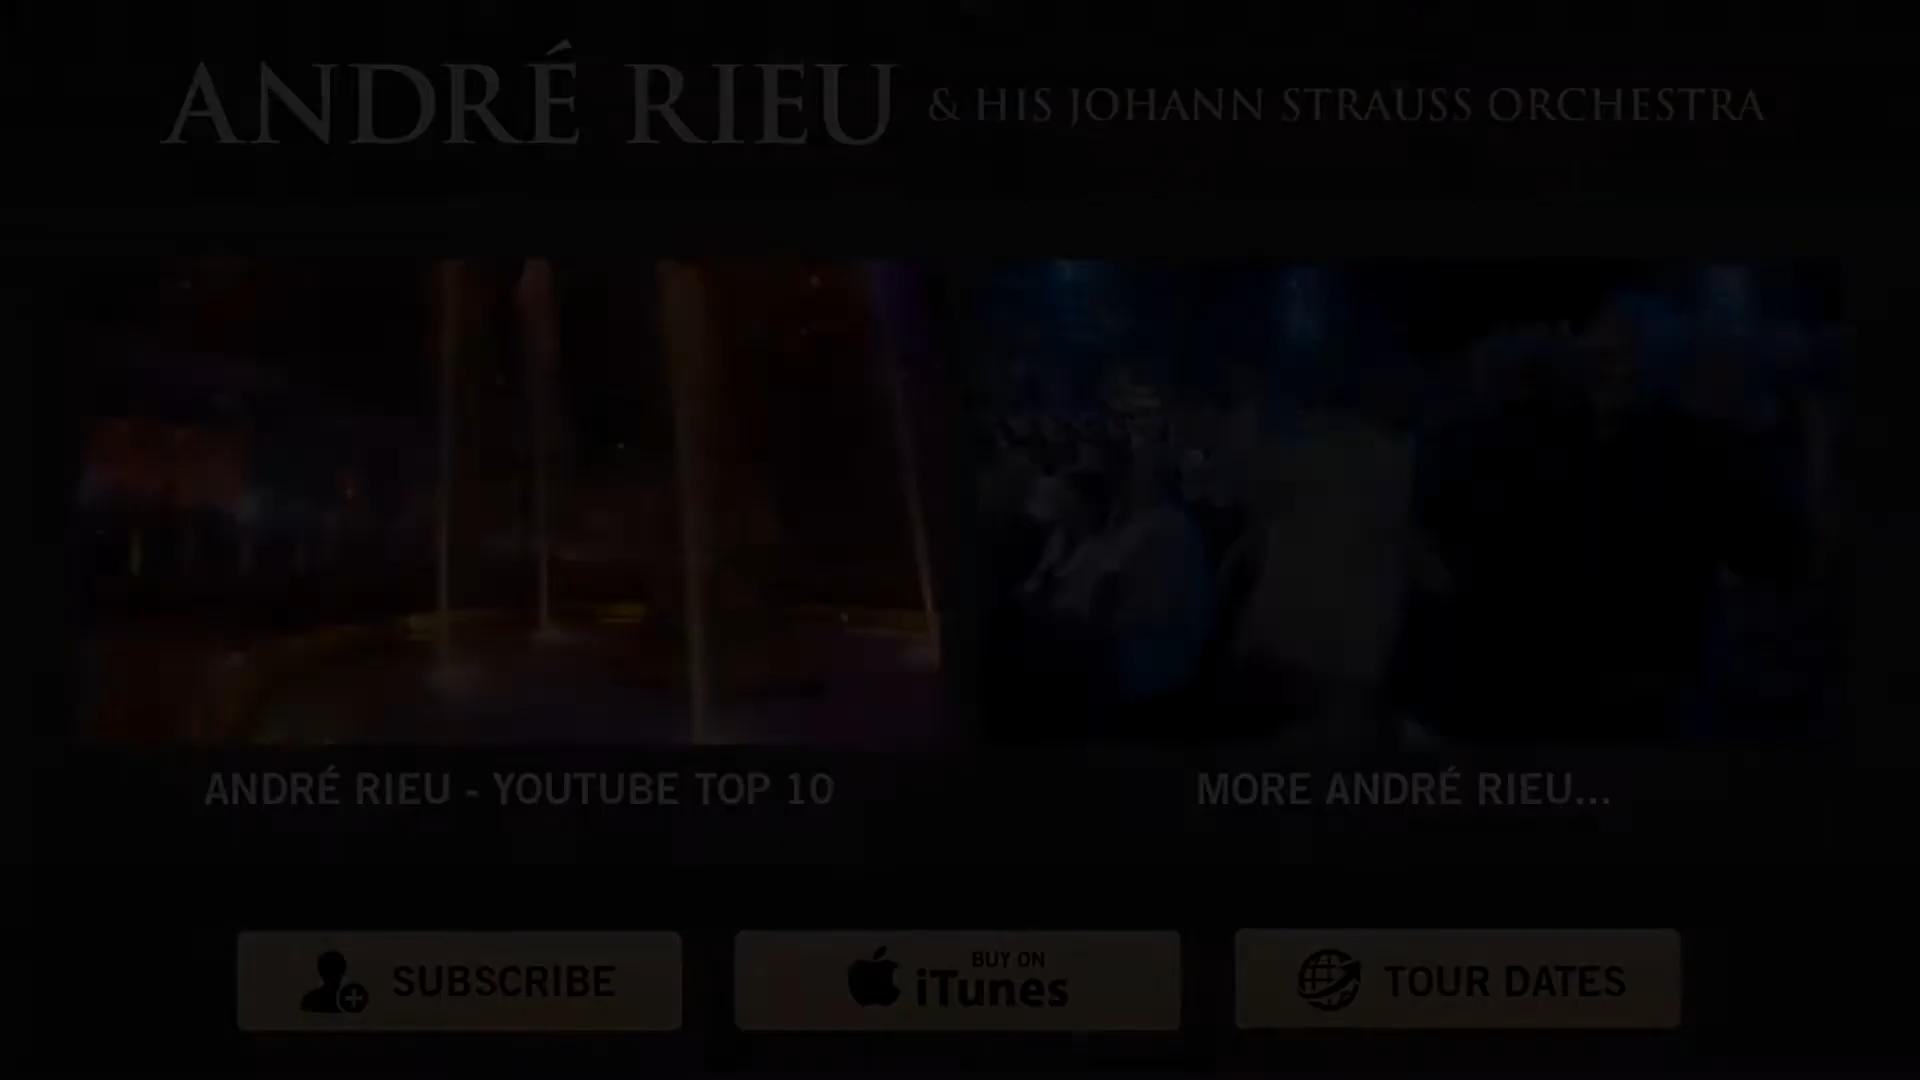 ANDRÉ RIEU & HIS JOHANN STRAUSS ORCHESTRA
ANDRÉ RIEU - YOUTUBE TOP 10
MORE ANDRÉ RIEU...
SUBSCRIBE
BUY ON
iTunes
TOUR DATES